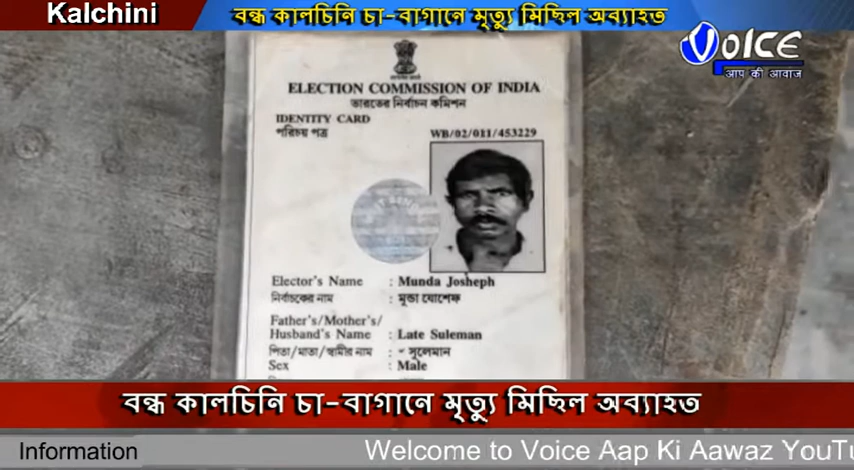 Kalchini
বন্ধ কালচিনি চা-বাগানে মৃত্যু মিছিল অব্যাহত
VOICE
आप की आवाज
ELECTION COMMISSION OF INDIA
ভারতের নির্বাচন কমিশন
IDENTITY CARD
পরিচয় পত্র
WB/02/011/453229
Elector's Name : Munda Josheph
নির্বাচকের নাম : মুন্ডা যোশেফ
Father's/Mother's/
Husband's Name : Late Suleman
পিতা/মাতা/স্বামীর নাম : সুলেমান
Sex : Male
বন্ধ কালচিনি চা-বাগানে মৃত্যু মিছিল অব্যাহত
Information
Welcome to Voice Aap Ki Aawaz YouTu